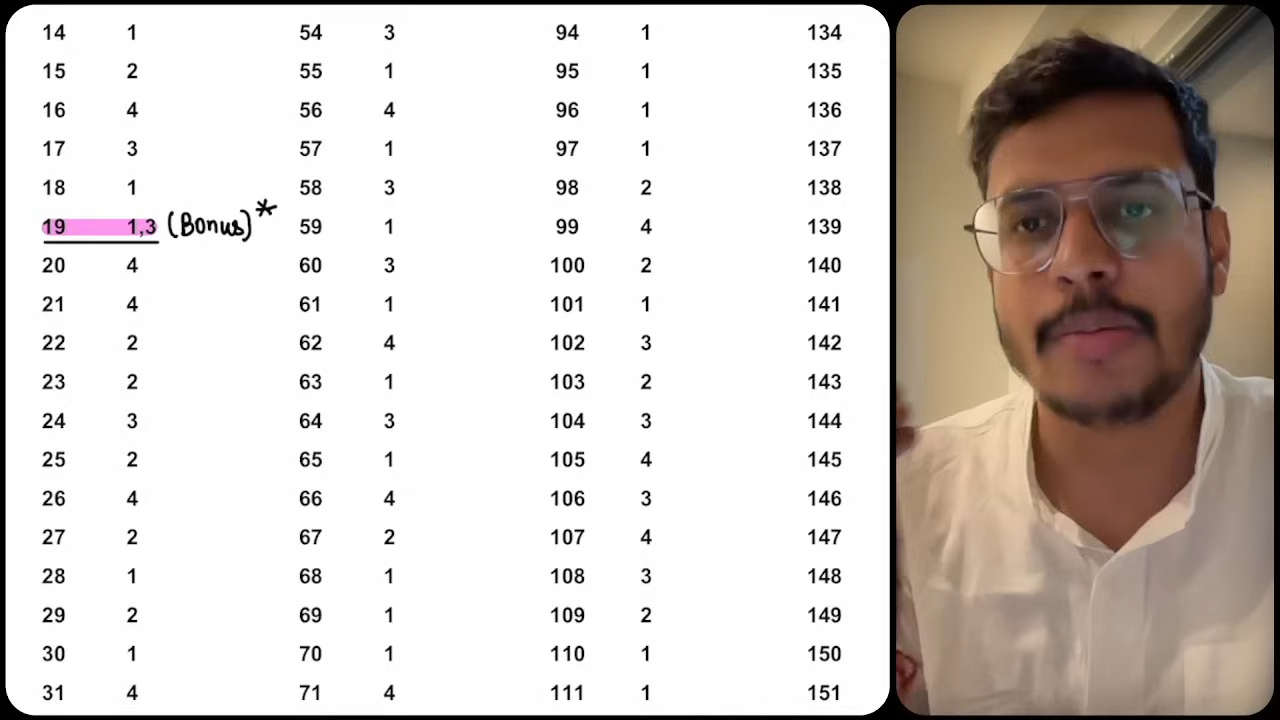 14 1 54 3 94 1 134
15 2 55 1 95 1 135
16 4 56 4 96 1 136
17 3 57 1 97 1 137
18 1 58 3 98 2 138
19 1,3 (Bonus)* 59 1 99 4 139
20 4 60 3 100 2 140
21 4 61 1 101 1 141
22 2 62 4 102 3 142
23 2 63 1 103 2 143
24 3 64 3 104 3 144
25 2 65 1 105 4 145
26 4 66 4 106 3 146
27 2 67 2 107 4 147
28 1 68 1 108 3 148
29 2 69 1 109 2 149
30 1 70 1 110 1 150
31 4 71 4 111 1 151